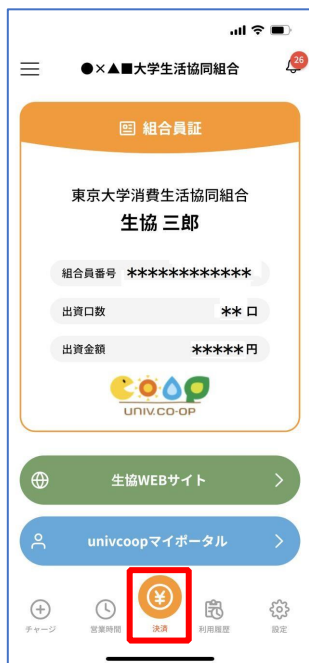 ●×▲■大学生活協同組合
26
組合員証
東京大学消費生活協同組合
生協 三郎
組合員番号 ************
出資口数 ** 口
出資金額 *****円
UNIV.CO-OP
生協WEBサイト
univcoopマイポータル
チャージ 営業時間 決済 利用履歴 設定